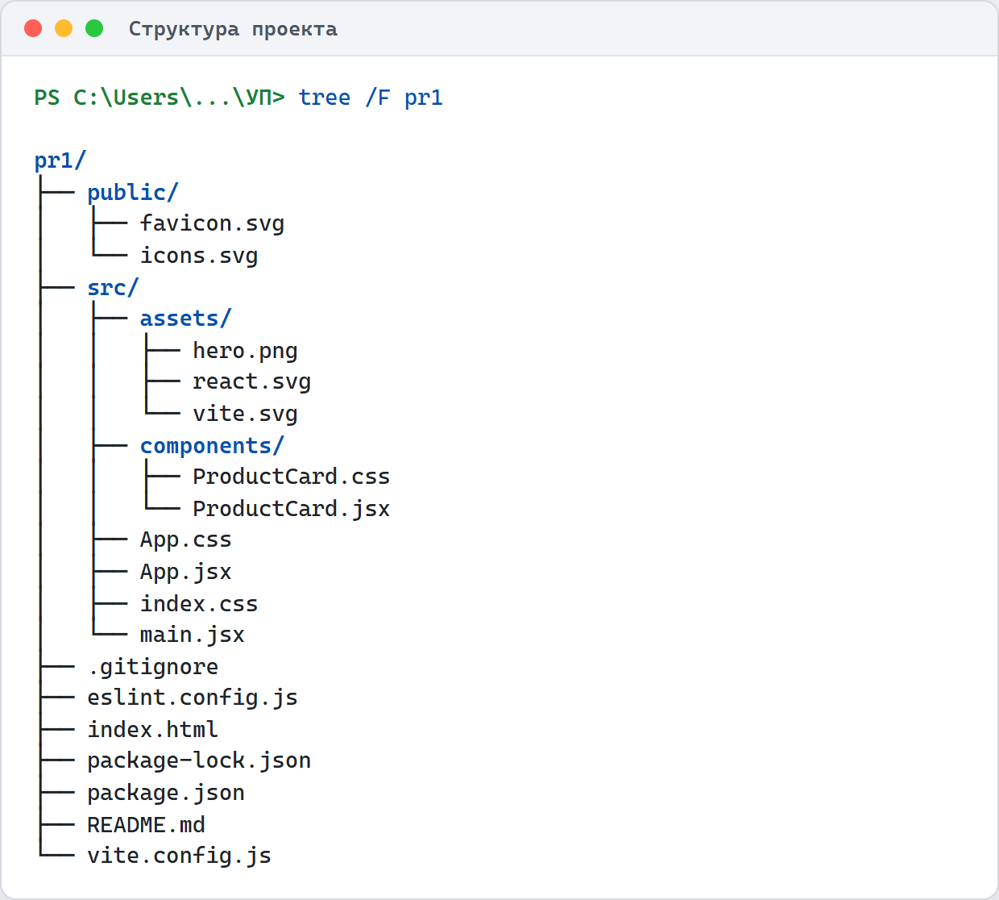 Структура проекта
PS C:\Users\...\УП> tree /F pr1
pr1/
├── public/
│   ├── favicon.svg
│   └── icons.svg
├── src/
│   ├── assets/
│   │   ├── hero.png
│   │   ├── react.svg
│   │   └── vite.svg
│   ├── components/
│   │   ├── ProductCard.css
│   │   └── ProductCard.jsx
│   ├── App.css
│   ├── App.jsx
│   ├── index.css
│   └── main.jsx
├── .gitignore
├── eslint.config.js
├── index.html
├── package-lock.json
├── package.json
├── README.md
└── vite.config.js